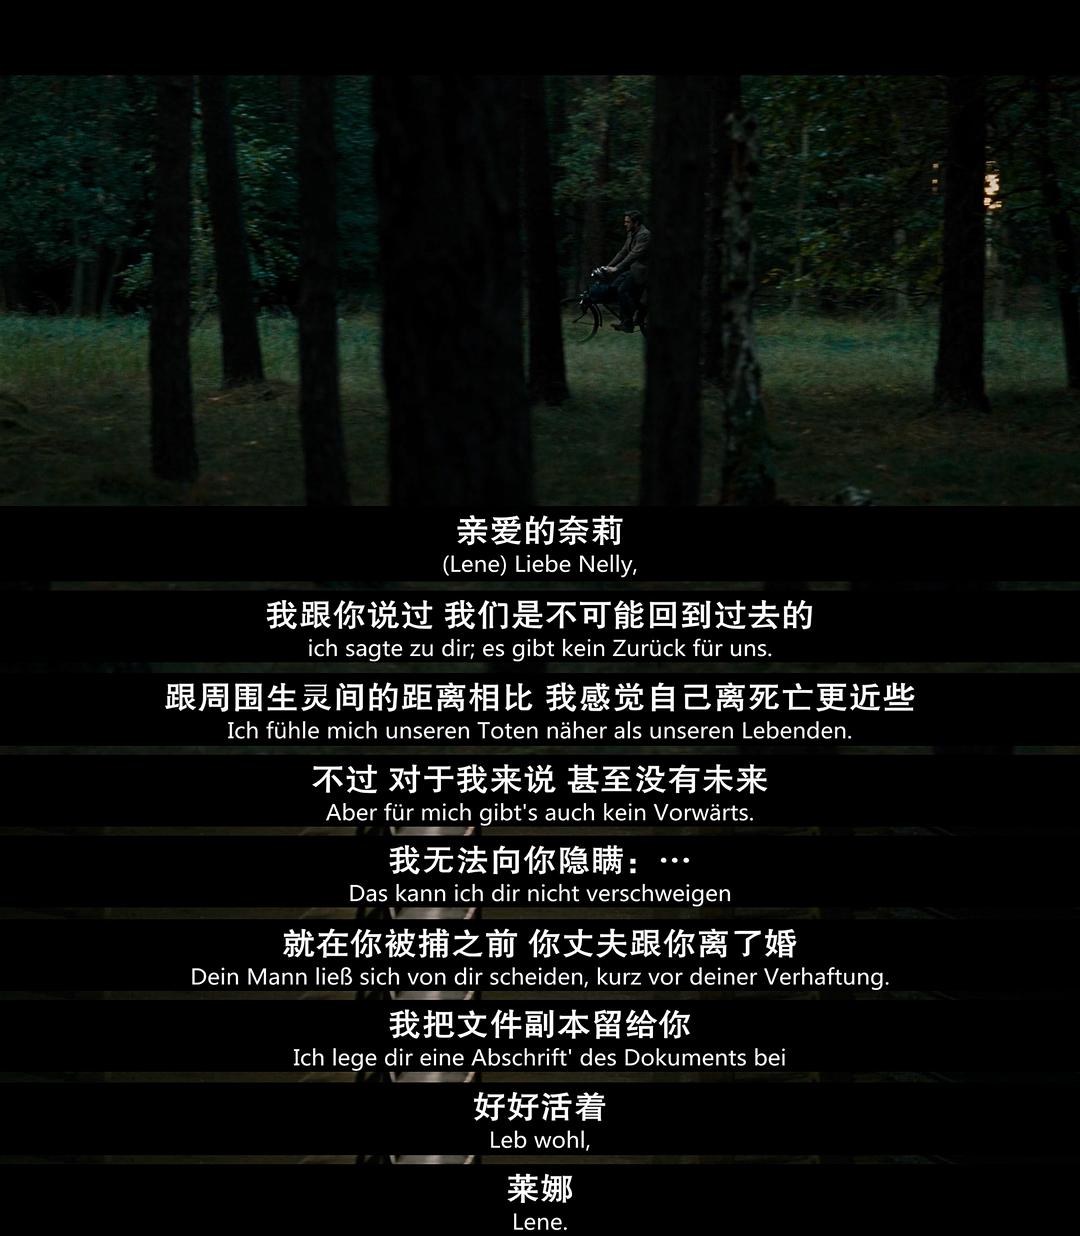 亲爱的奈莉
(Lene) Liebe Nelly,
我跟你说过 我们是不可能回到过去的
ich sagte zu dir; es gibt kein Zurück für uns.
跟周围生灵间的距离相比 我感觉自己离死亡更近些
Ich fühle mich unseren Toten näher als unseren Lebenden.
不过 对于我来说 甚至没有未来
Aber für mich gibt's auch kein Vorwärts.
我无法向你隐瞒：…
Das kann ich dir nicht verschweigen
就在你被捕之前 你丈夫跟你离了婚
Dein Mann ließ sich von dir scheiden, kurz vor deiner Verhaftung.
我把文件副本留给你
Ich lege dir eine Abschrift' des Dokuments bei
好好活着
Leb wohl,
莱娜
Lene.